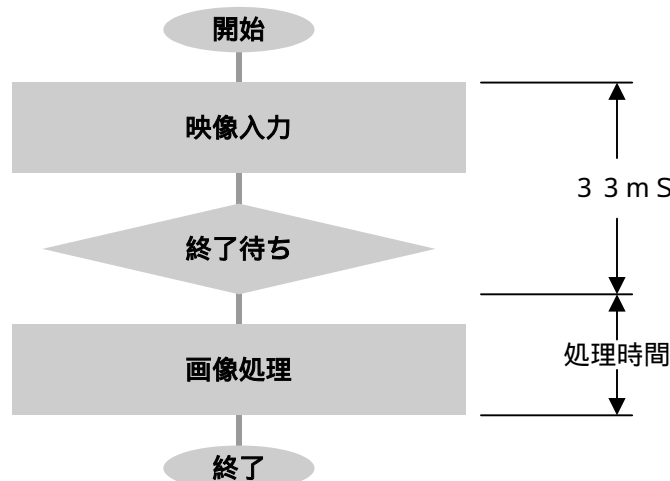 開始
映像入力
３３ｍＳ
終了待ち
処理時間
画像処理
終了